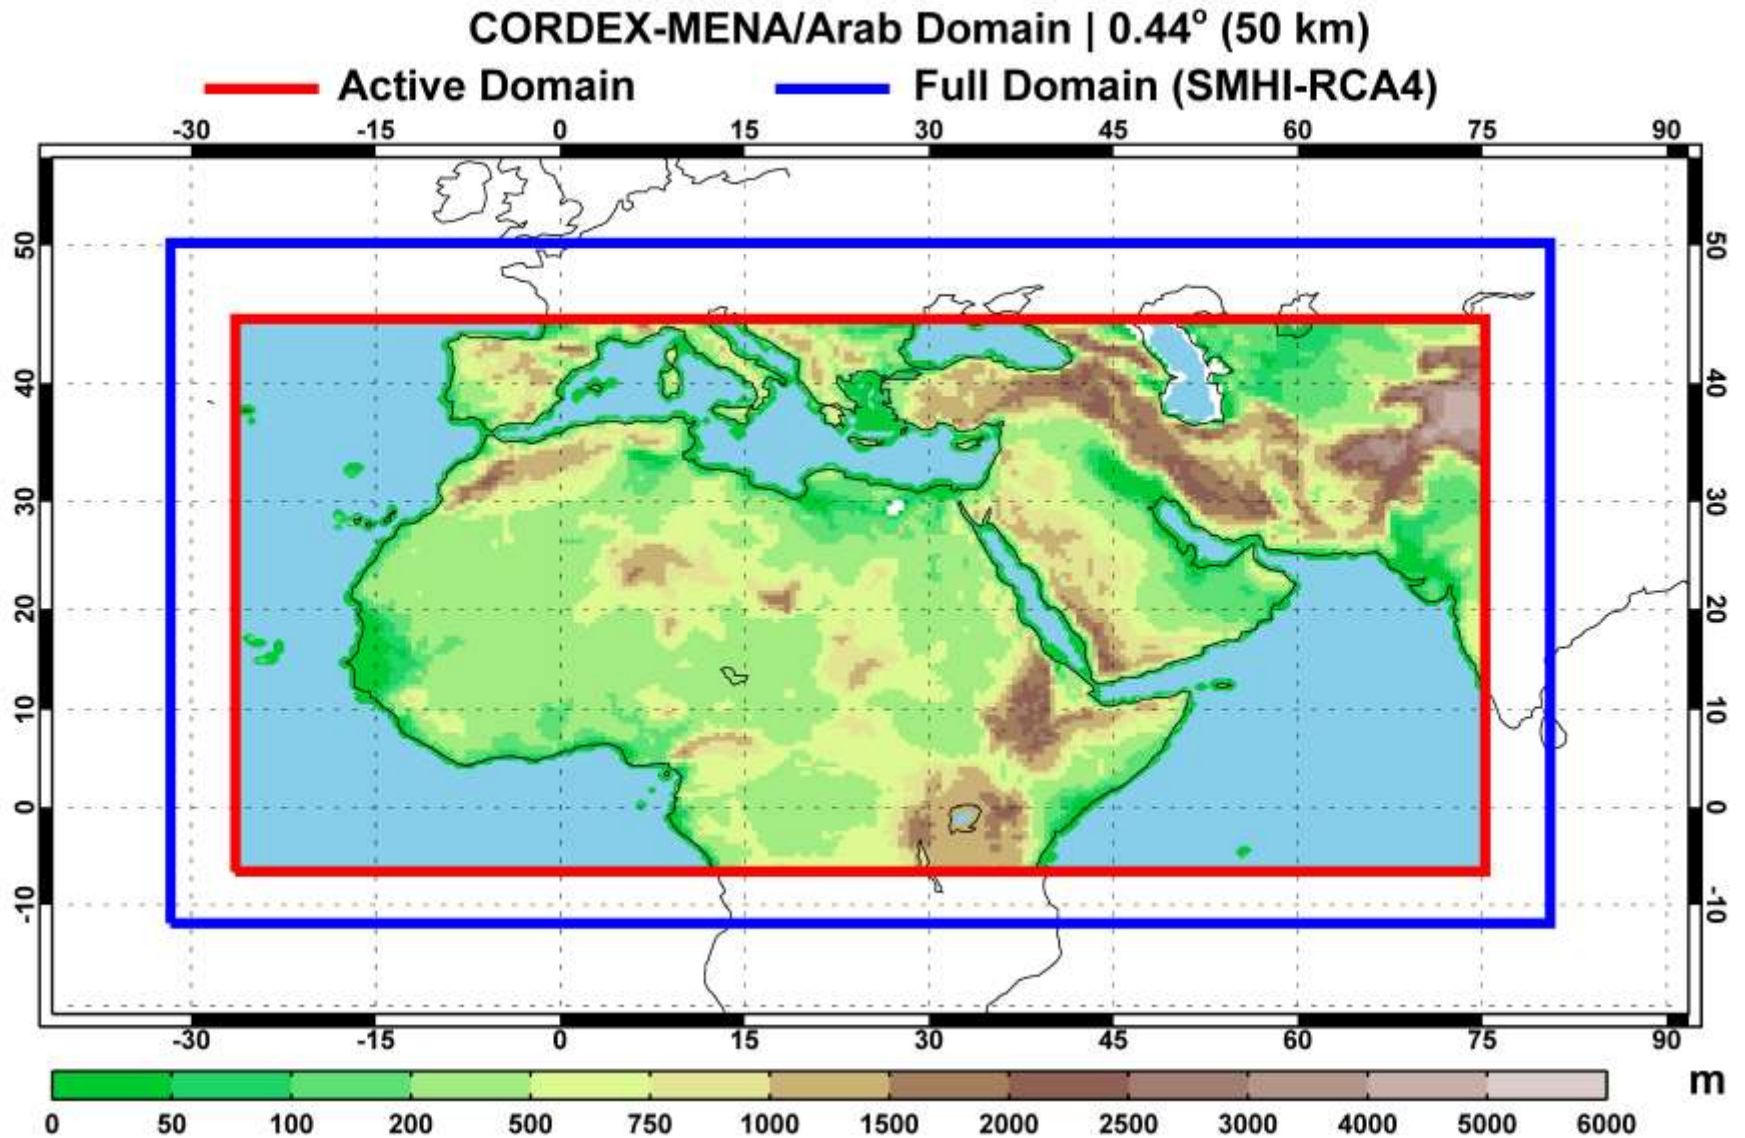 CORDEX-MENA/Arab Domain | 0.44° (50 km)
Active Domain Full Domain (SMHI-RCA4)
-30 -15 0 15 30 45 60 75 90
50 50
40 40
30 30
20 20
10 10
0 0
-10 -10
-30 -15 0 15 30 45 60 75 90
m
0 50 100 200 500 750 1000 1500 2000 2500 3000 4000 5000 6000